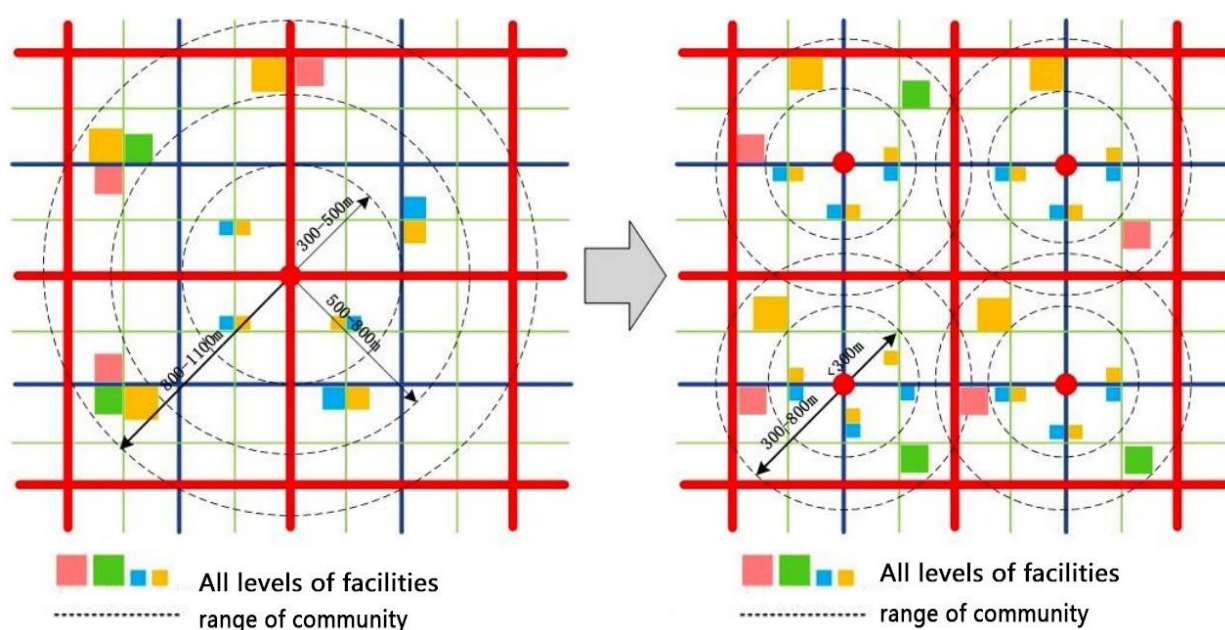 300-500m
500-800m
800-1100m
<300m
300-800m
All levels of facilities
range of community
All levels of facilities
range of community